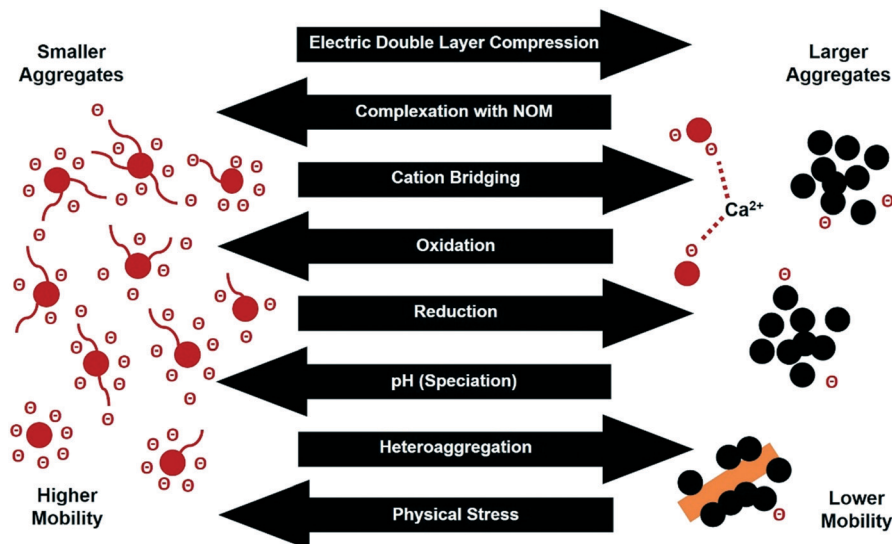 Smaller
Aggregates
Electric Double Layer Compression
Larger
Aggregates
Complexation with NOM
Cation Bridging
Ca²⁺
Oxidation
Reduction
pH (Speciation)
Heteroaggregation
Higher
Mobility
Physical Stress
Lower
Mobility